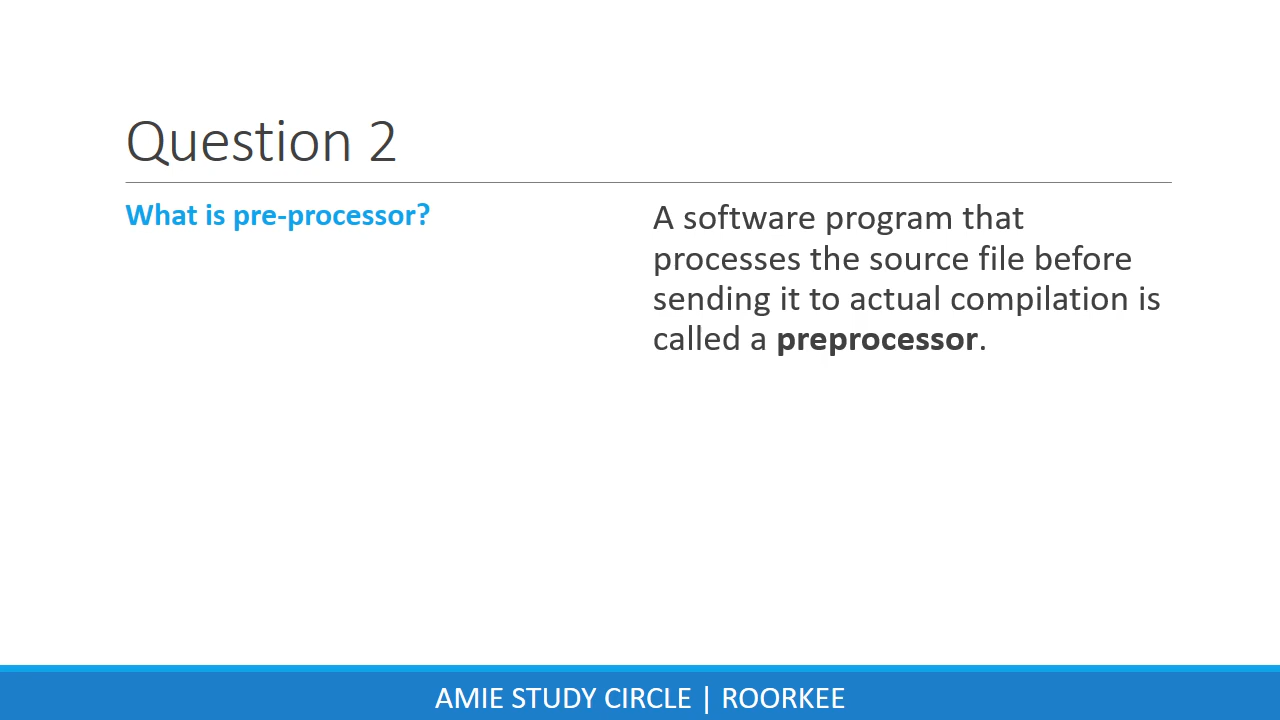 Question 2
What is pre-processor?
A software program that
processes the source file before
sending it to actual compilation is
called a preprocessor.
AMIE STUDY CIRCLE | ROORKEE